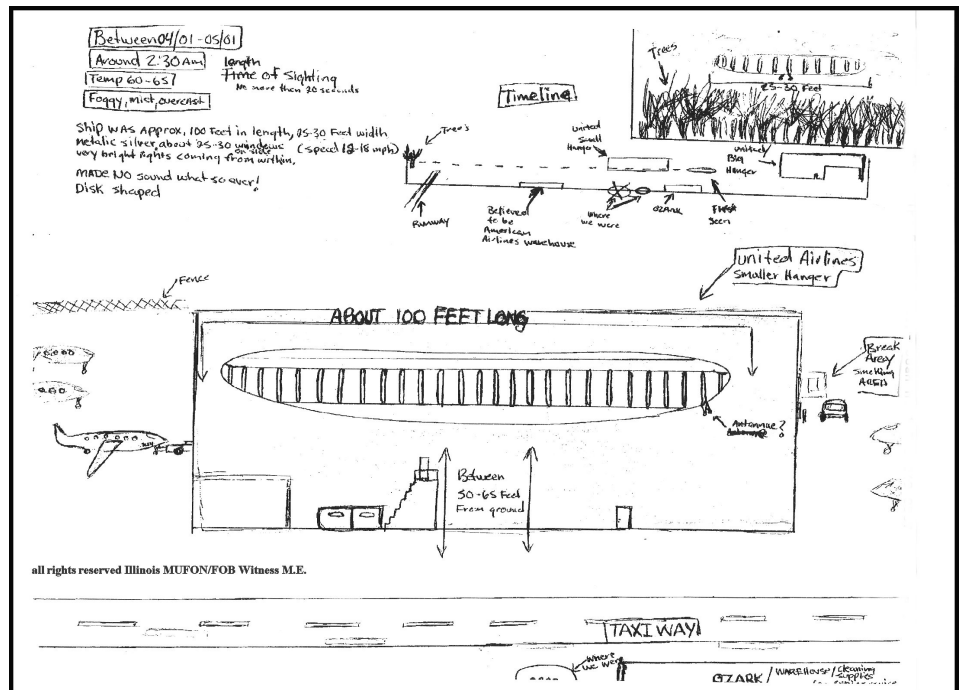 Between 04/01 - 05/01
Around 2:30 AM
Temp 60-65
Foggy, mist, overcast
length
Time of Sighting
No more than 20 seconds
Ship was Approx, 100 Feet in length, 25-30 Feet width
metalic silver, about 25-30 windows on side (speed 12-18 mph)
very bright lights coming from within,
MADE NO sound what so ever!
Disk shaped
Timeline
Trees
25-30 Feet
Tree's
Runway
Believed
to be
American
Airlines warehouse
united
Small
Hanger
where
we were
OZARK
First
Seen
united
Big
Hanger
united Airlines
Smaller Hanger
Fence
ABOUT 100 FEET LONG
Break
Area
Smoking
AREA
Antennae?
Between
50-65 Feet
From ground
all rights reserved Illinois MUFON/FOB Witness M.E.
TAXIWAY
where
we were
OZARK / WAREHOUSE / cleaning
supplies